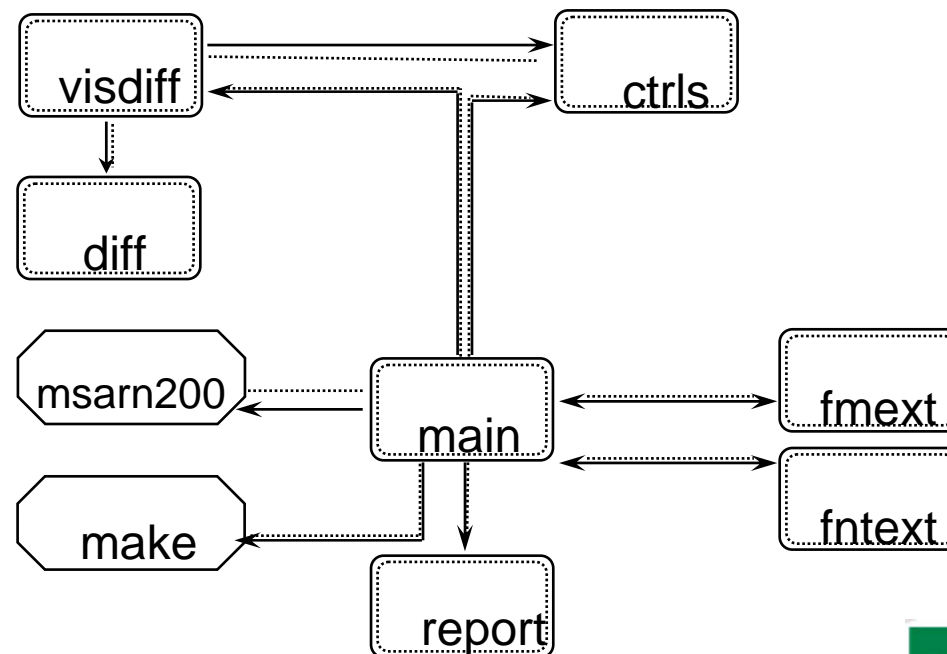 visdiff
ctrls
diff
msarn200
main
fmext
make
fntext
report